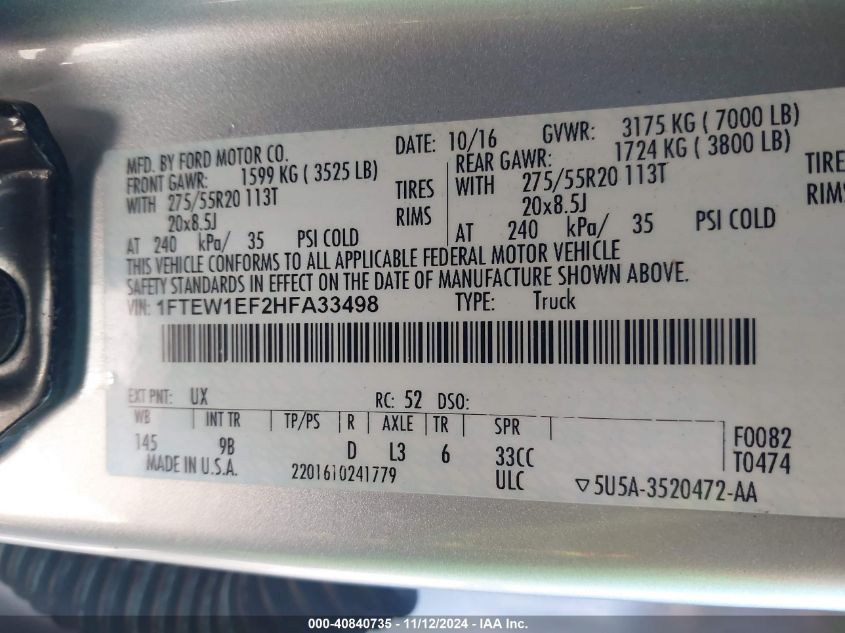 MFD. BY FORD MOTOR CO. DATE: 10/16 GVWR: 3175 KG ( 7000 LB)
FRONT GAWR: 1599 KG ( 3525 LB) REAR GAWR: 1724 KG ( 3800 LB)
WITH 275/55R20 113T TIRES WITH 275/55R20 113T TIRE
20x8.5J RIMS 20x8.5J RIMS
AT 240 kPa/ 35 PSI COLD AT 240 kPa/ 35 PSI COLD
THIS VEHICLE CONFORMS TO ALL APPLICABLE FEDERAL MOTOR VEHICLE
SAFETY STANDARDS IN EFFECT ON THE DATE OF MANUFACTURE SHOWN ABOVE.
VIN: 1FTEW1EF2HFA33498 TYPE: Truck
EXT PNT: UX RC: 52 DSO:
WB INT TR TP/PS R AXLE TR SPR
145 9B D L3 6 33CC F0082
MADE IN U.S.A. 2201610241779 ULC T0474
▽5U5A-3520472-AA
000-40840735 - 11/12/2024 - IAA Inc.